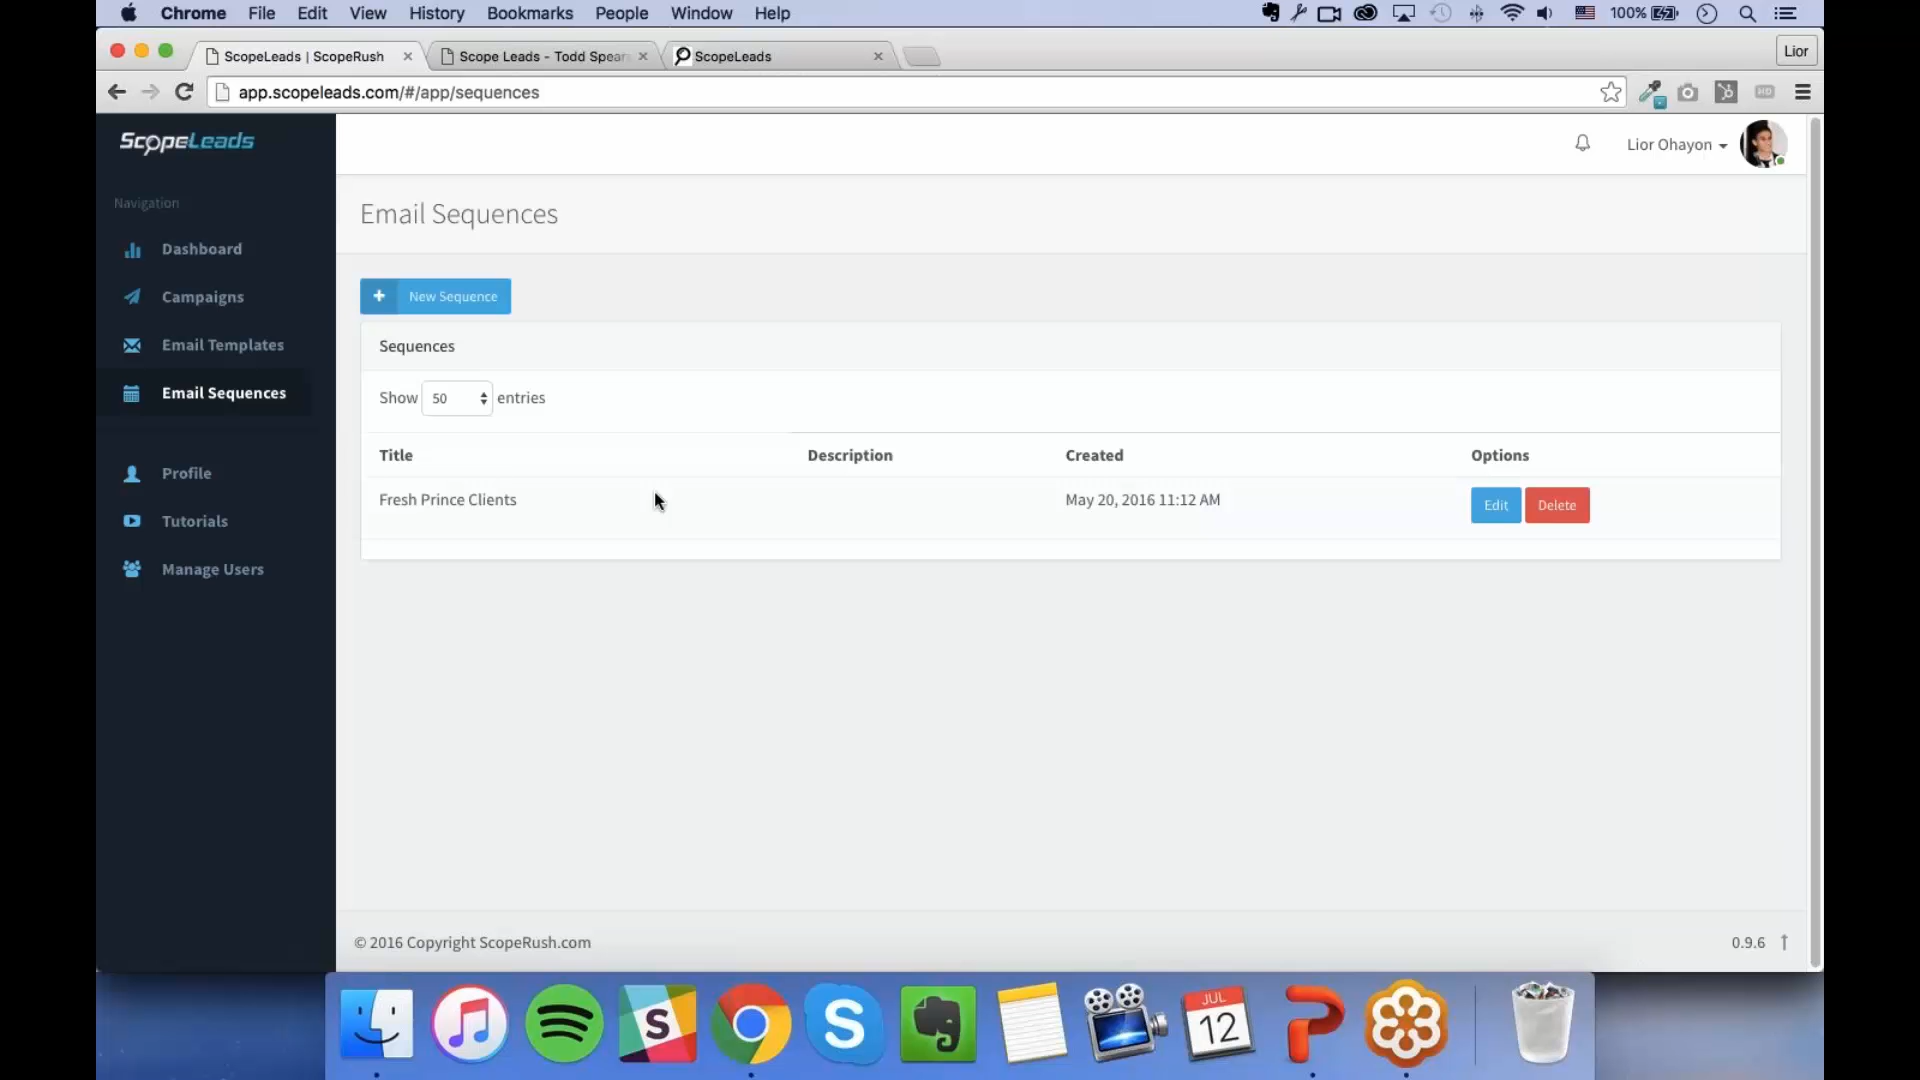 Chrome File Edit View History Bookmarks People Window Help 100%
ScopeLeads | ScopeRush
Scope Leads - Todd Spear
ScopeLeads
Lior
app.scopeleads.com/#/app/sequences
HD
ScopeLeads
Lior Ohayon
Navigation
Dashboard
Campaigns
Email Templates
Email Sequences
Profile
Tutorials
Manage Users
Email Sequences
+ New Sequence
Sequences
Show 50 entries
Title Description Created Options
Fresh Prince Clients May 20, 2016 11:12 AM Edit Delete
© 2016 Copyright ScopeRush.com 0.9.6
S
S
JUL
12